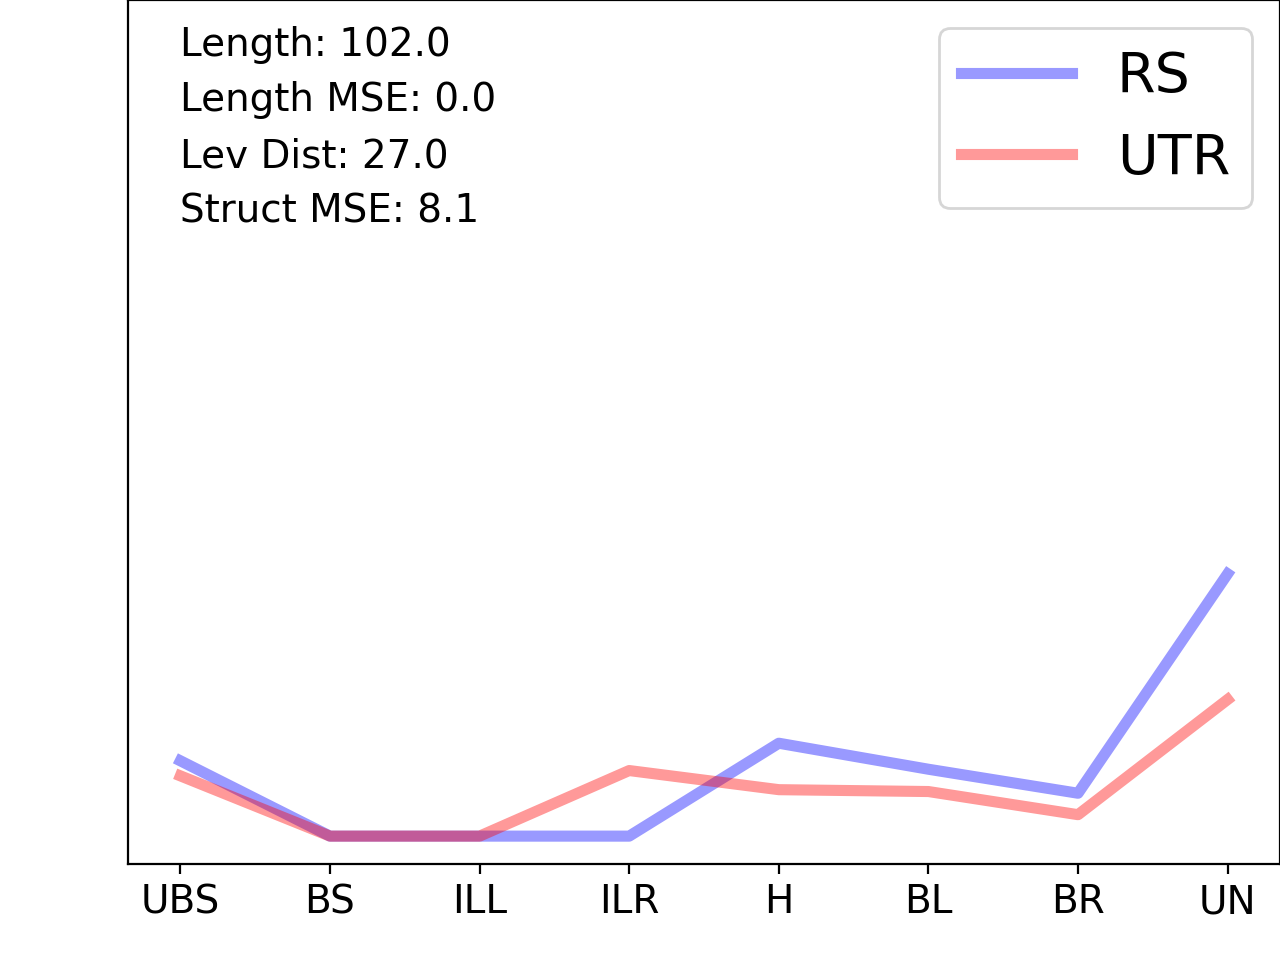 Length: 102.0
Length MSE: 0.0
Lev Dist: 27.0
Struct MSE: 8.1
RS
UTR
UBS BS ILL ILR H BL BR UN